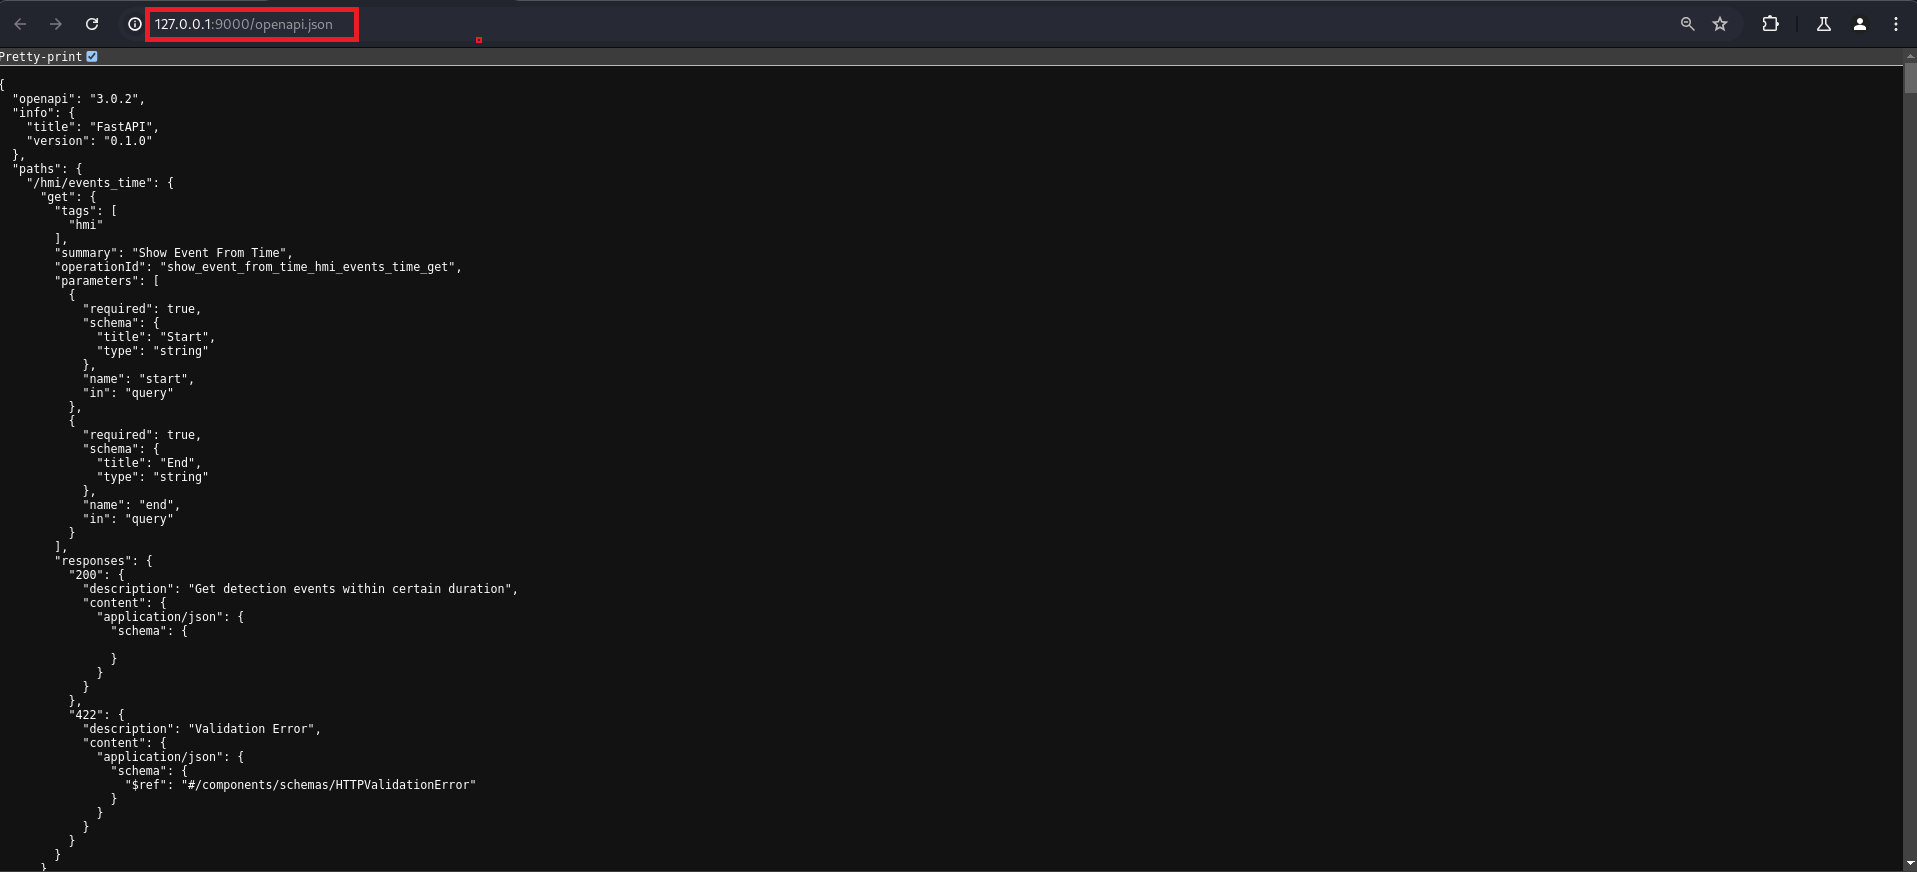 127.0.0.1:9000/openapi.json
Pretty-print
{
  "openapi": "3.0.2",
  "info": {
    "title": "FastAPI",
    "version": "0.1.0"
  },
  "paths": {
    "/hmi/events_time": {
      "get": {
        "tags": [
          "hmi"
        ],
        "summary": "Show Event From Time",
        "operationId": "show_event_from_time_hmi_events_time_get",
        "parameters": [
          {
            "required": true,
            "schema": {
              "title": "Start",
              "type": "string"
            },
            "name": "start",
            "in": "query"
          },
          {
            "required": true,
            "schema": {
              "title": "End",
              "type": "string"
            },
            "name": "end",
            "in": "query"
          }
        ],
        "responses": {
          "200": {
            "description": "Get detection events within certain duration",
            "content": {
              "application/json": {
                "schema": {

                }
              }
            }
          },
          "422": {
            "description": "Validation Error",
            "content": {
              "application/json": {
                "schema": {
                  "$ref": "#/components/schemas/HTTPValidationError"
                }
              }
            }
          }
        }
      }